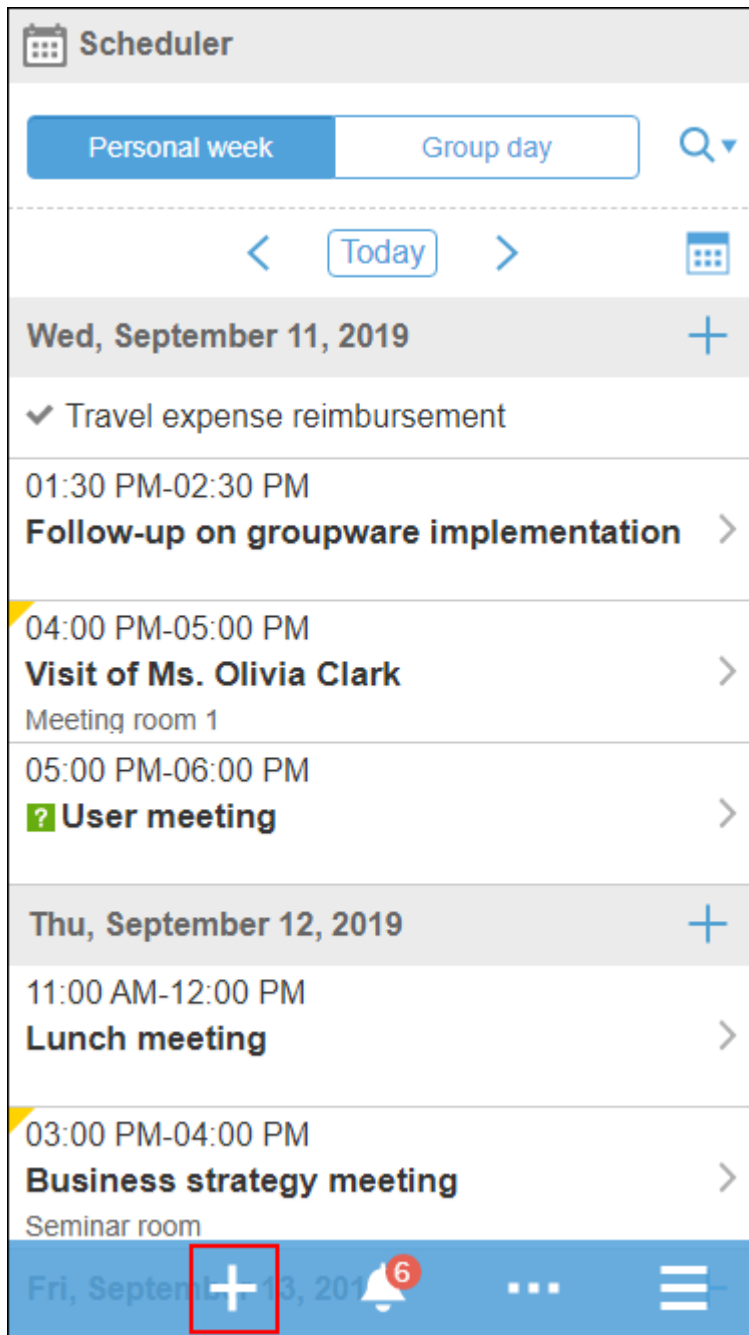 Scheduler
Personal week Group day
Today
Wed, September 11, 2019
Travel expense reimbursement
01:30 PM-02:30 PM
Follow-up on groupware implementation
04:00 PM-05:00 PM
Visit of Ms. Olivia Clark
Meeting room 1
05:00 PM-06:00 PM
? User meeting
Thu, September 12, 2019
11:00 AM-12:00 PM
Lunch meeting
03:00 PM-04:00 PM
Business strategy meeting
Seminar room
6
Fri, 13,